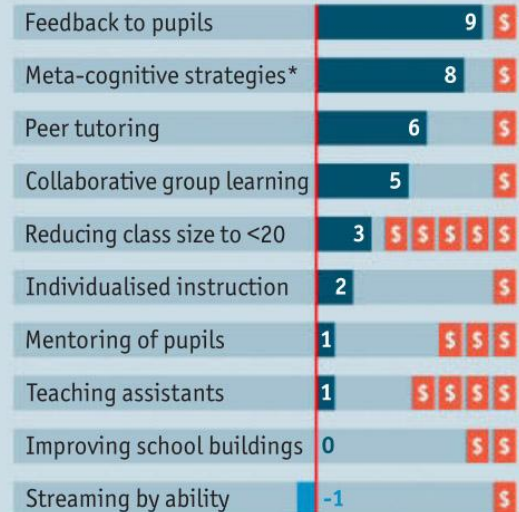 Feedback to pupils 9 $
Meta-cognitive strategies* 8 $
Peer tutoring 6 $
Collaborative group learning 5 $
Reducing class size to <20 3 $ $ $ $ $
Individualised instruction 2 $
Mentoring of pupils 1 $ $ $
Teaching assistants 1 $ $ $ $
Improving school buildings 0 $ $
Streaming by ability -1 $